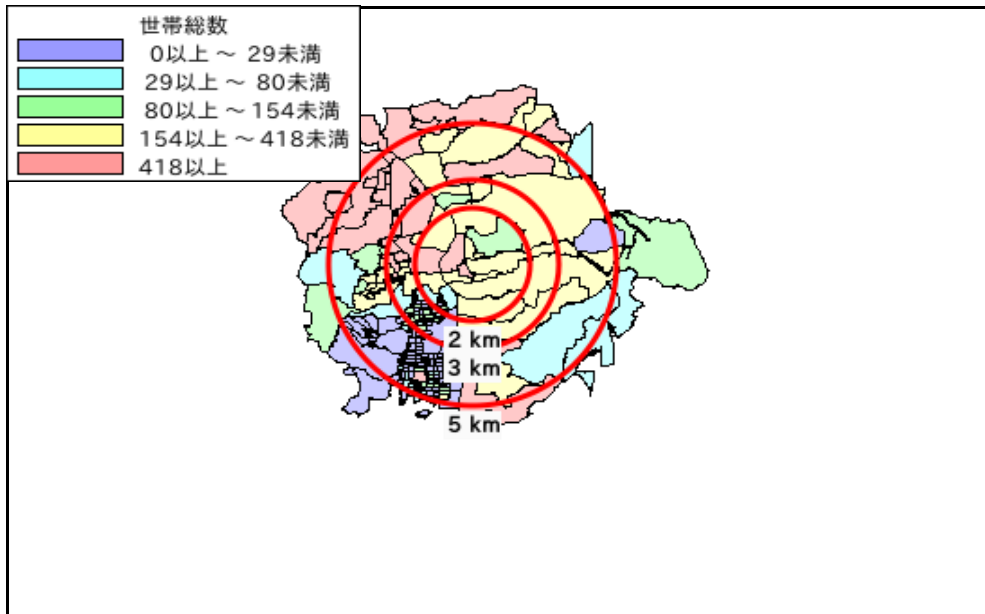 世帯総数
0以上 ～ 29未満
29以上 ～ 80未満
80以上 ～ 154未満
154以上 ～ 418未満
418以上
2 km
3 km
5 km